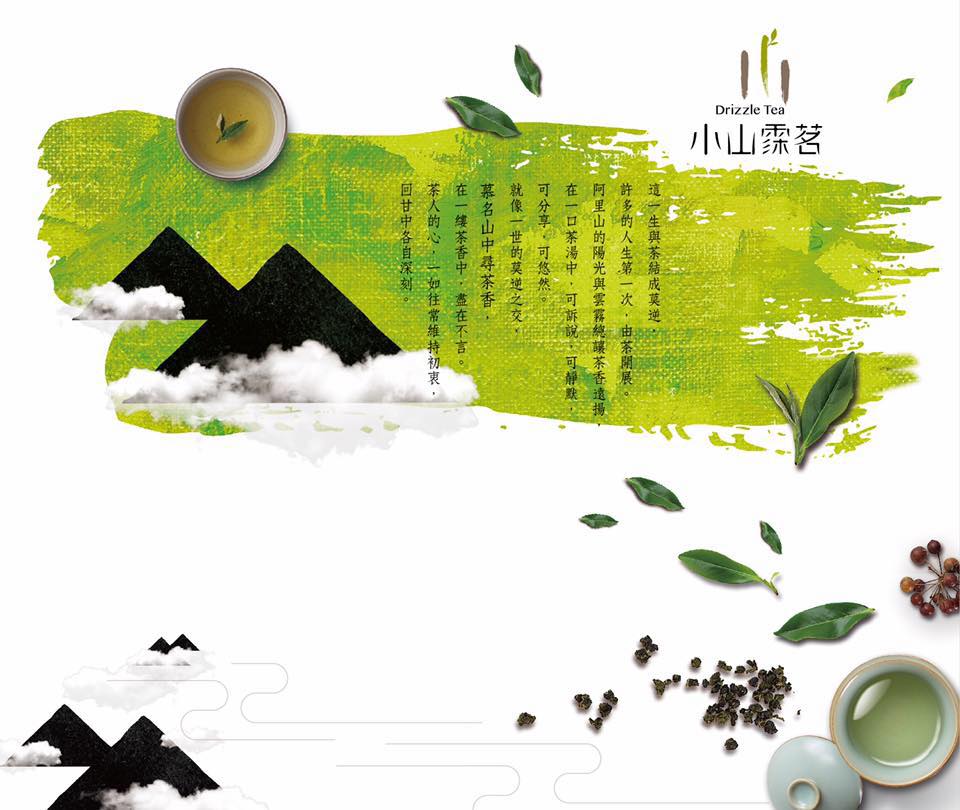 Drizzle Tea
小山霂茗
這一生與茶結成莫逆，
許多的人生第一次，由茶開展。
阿里山的陽光與雲霧總讓茶香遠揚，
在一口茶湯中，可訴說，可靜默，
可分享，可悠然。
就像一世的莫逆之交，
慕名山中尋茶香，
在一縷茶香中，盡在不言。
茶人的心，一如往常維持初衷，
回甘中各自深刻。